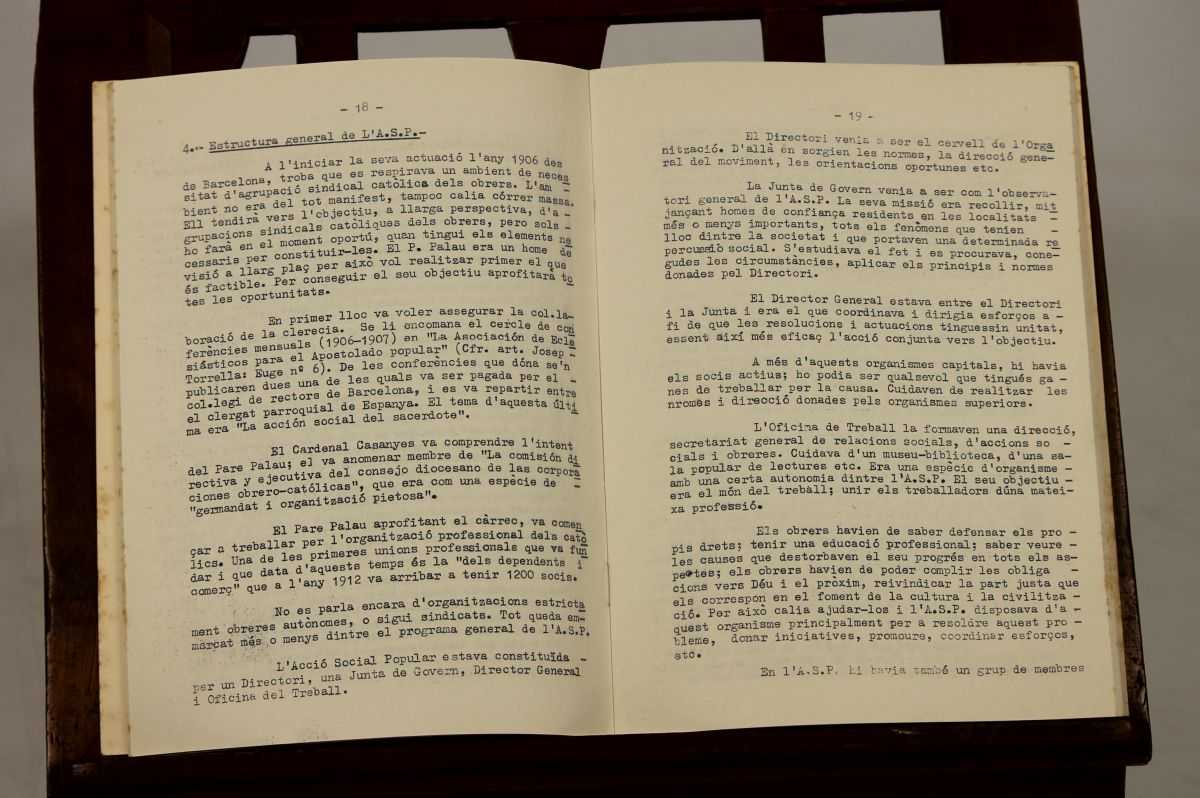 - 18 -
4.- Estructura general de L'A.S.P.-
A l'iniciar la seva actuació l'any 1906 des
de Barcelona, troba que es respirava un ambient de neces
sitat d'agrupació sindical catòlica dels obrers. L'am -
bient no era del tot manifest, tampoc calia córrer massa.
Ell tendirà vers l'objectiu, a llarga perspectiva, d'a -
grupacions sindicals catòliques dels obrers, pero sols -
ho farà en el moment oportú, quan tingui els elements ne
cessaris per constituir-les. El P. Palau era un home de
visió a llarg plaç per això vol realitzar primer el que
és factible. Per conseguir el seu objectiu aprofitarà to
tes les oportunitats.
En primer lloc va voler assegurar la col.la-
boració de la clerecia. Se li encomana el cercle de con
ferències mensuals (1906-1907) en "La Asociación de Ecle
siásticos para el Apostolado popular" (Cfr. art. Josep -
Torrella: Euge nº 6). De les conferències que dóna se'n
publicaren dues una de les quals va ser pagada per el -
col.legi de rectors de Barcelona, i es va repartir entre
el clergat parroquial de Espanya. El tema d'aquesta últi
ma era "La acción social del sacerdote".
El Cardenal Casanyes va comprendre l'intent
del Pare Palau; el va anomenar membre de "La comisión di
rectiva y ejecutiva del consejo diocesano de las corpora
ciones obrero-católicas", que era com una espècie de -
"germandat i organització pietosa".
El Pare Palau aprofitant el càrrec, va comen
çar a treballar per l'organització professional dels cató
lics. Una de les primeres unions professionals que va fun
dar i que data d'aquests temps és la "dels dependents i
comerç" que a l'any 1912 va arribar a tenir 1200 socis.
No es parla encara d'organitzacions estricta
ment obreres autònomes, o sigui sindicats. Tot queda em-
marçat més o menys dintre el programa general de l'A.S.P.
L'Acció Social Popular estava constituïda -
per un Directori, una Junta de Govern, Director General
i Oficina del Treball.
- 19 -
El Directori venia a ser el cervell de l'Orga
nització. D'allà en sorgien les normes, la direcció gene-
ral del moviment, les orientacions oportunes etc.
La Junta de Govern venia a ser com l'observa-
tori general de l'A.S.P. La seva missió era recollir, mit
jançant homes de confiança residents en les localitats -
més o menys importants, tots els fenòmens que tenien -
lloc dintre la societat i que portaven una determinada re
percussió social. S'estudiava el fet i es procurava, cone-
gudes les circumstàncies, aplicar els principis i normes
donades pel Directori.
El Director General estava entre el Directori
i la Junta i era el que coordinava i dirigia esforços a -
fi de que les resolucions i actuacions tinguessin unitat,
essent així més eficaç l'acció conjunta vers l'objectiu.
A més d'aquests organismes capitals, hi havia
els socis actius; ho podia ser qualsevol que tingués ga -
nes de treballar per la causa. Cuidaven de realitzar les
nromès i direcció donades pels organismes superiors.
L'Oficina de Treball la formaven una direcció,
secretariat general de relacions socials, d'accions so -
cials i obreres. Cuidava d'un museu-biblioteca, d'una sa-
la popular de lectures etc. Era una espècic d'organisme -
amb una certa autonomia dintre l'A.S.P. El seu objectiu -
era el món del treball; unir els treballadors dúna matei-
xa professió.
Els obrers havien de saber defensar els pro -
pis drets; tenir una educació professional; saber veure -
les causes que destorbaven el seu progrés en tots els as-
pectes; els obrers havien de poder complir les obliga -
cions vers Déu i el pròxim, reivindicar la part justa que
els correspon en el foment de la cultura i la civilitza -
ció. Per això calia ajudar-los i l'A.S.P. disposava d'a -
quest organisme principalment per a resoldre aquest pro -
bleme, donar iniciatives, promoure, coordinar esforços,
etc.
En l'A.S.P. hi havia també un grup de membres